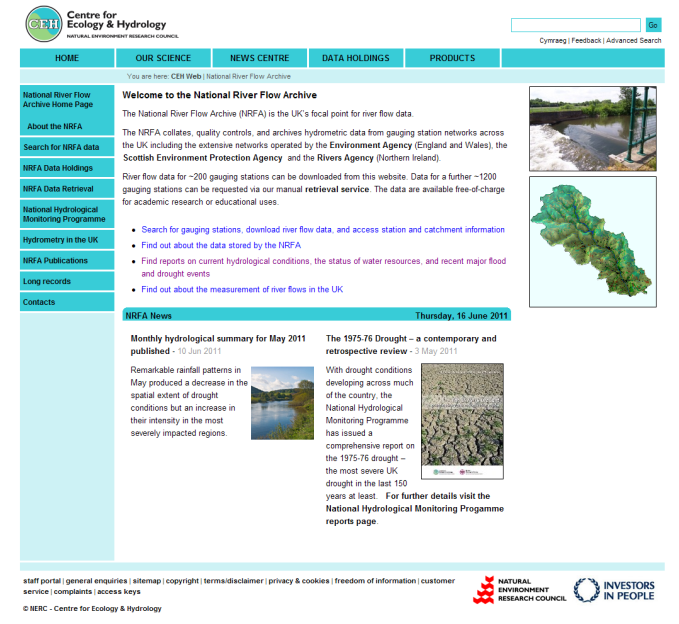 Centre for
Ecology & Hydrology
NATURAL ENVIRONMENT RESEARCH COUNCIL
CEH
Go
Cymraeg | Feedback | Advanced Search
HOME
OUR SCIENCE
NEWS CENTRE
DATA HOLDINGS
PRODUCTS
You are here: CEH Web | National River Flow Archive
National River Flow
Archive Home Page
About the NRFA
Search for NRFA data
NRFA Data Holdings
NRFA Data Retrieval
National Hydrological
Monitoring Programme
Hydrometry in the UK
NRFA Publications
Long records
Contacts
Welcome to the National River Flow Archive
The National River Flow Archive (NRFA) is the UK's focal point for river flow data.
The NRFA collates, quality controls, and archives hydrometric data from gauging station networks across
the UK including the extensive networks operated by the Environment Agency (England and Wales), the
Scottish Environment Protection Agency and the Rivers Agency (Northern Ireland).
River flow data for ~200 gauging stations can be downloaded from this website. Data for a further ~1200
gauging stations can be requested via our manual retrieval service. The data are available free-of-charge
for academic research or educational uses.
• Search for gauging stations, download river flow data, and access station and catchment information
• Find out about the data stored by the NRFA
• Find reports on current hydrological conditions, the status of water resources, and recent major flood
and drought events
• Find out about the measurement of river flows in the UK
NRFA News
Thursday, 16 June 2011
Monthly hydrological summary for May 2011
published - 10 Jun 2011
Remarkable rainfall patterns in
May produced a decrease in the
spatial extent of drought
conditions but an increase in
their intensity in the most
severely impacted regions.
The 1975-76 Drought – a contemporary and
retrospective review - 3 May 2011
With drought conditions
developing across much
of the country, the
National Hydrological
Monitoring Programme
has issued a
comprehensive report on
the 1975-76 drought –
the most severe UK
drought in the last 150
years at least. For further details visit the
National Hydrological Monitoring Progamme
reports page.
staff portal | general enquiries | sitemap | copyright | terms/disclaimer | privacy & cookies | freedom of information | customer
service | complaints | access keys
© NERC - Centre for Ecology & Hydrology
NATURAL
ENVIRONMENT
RESEARCH COUNCIL
INVESTORS
IN PEOPLE